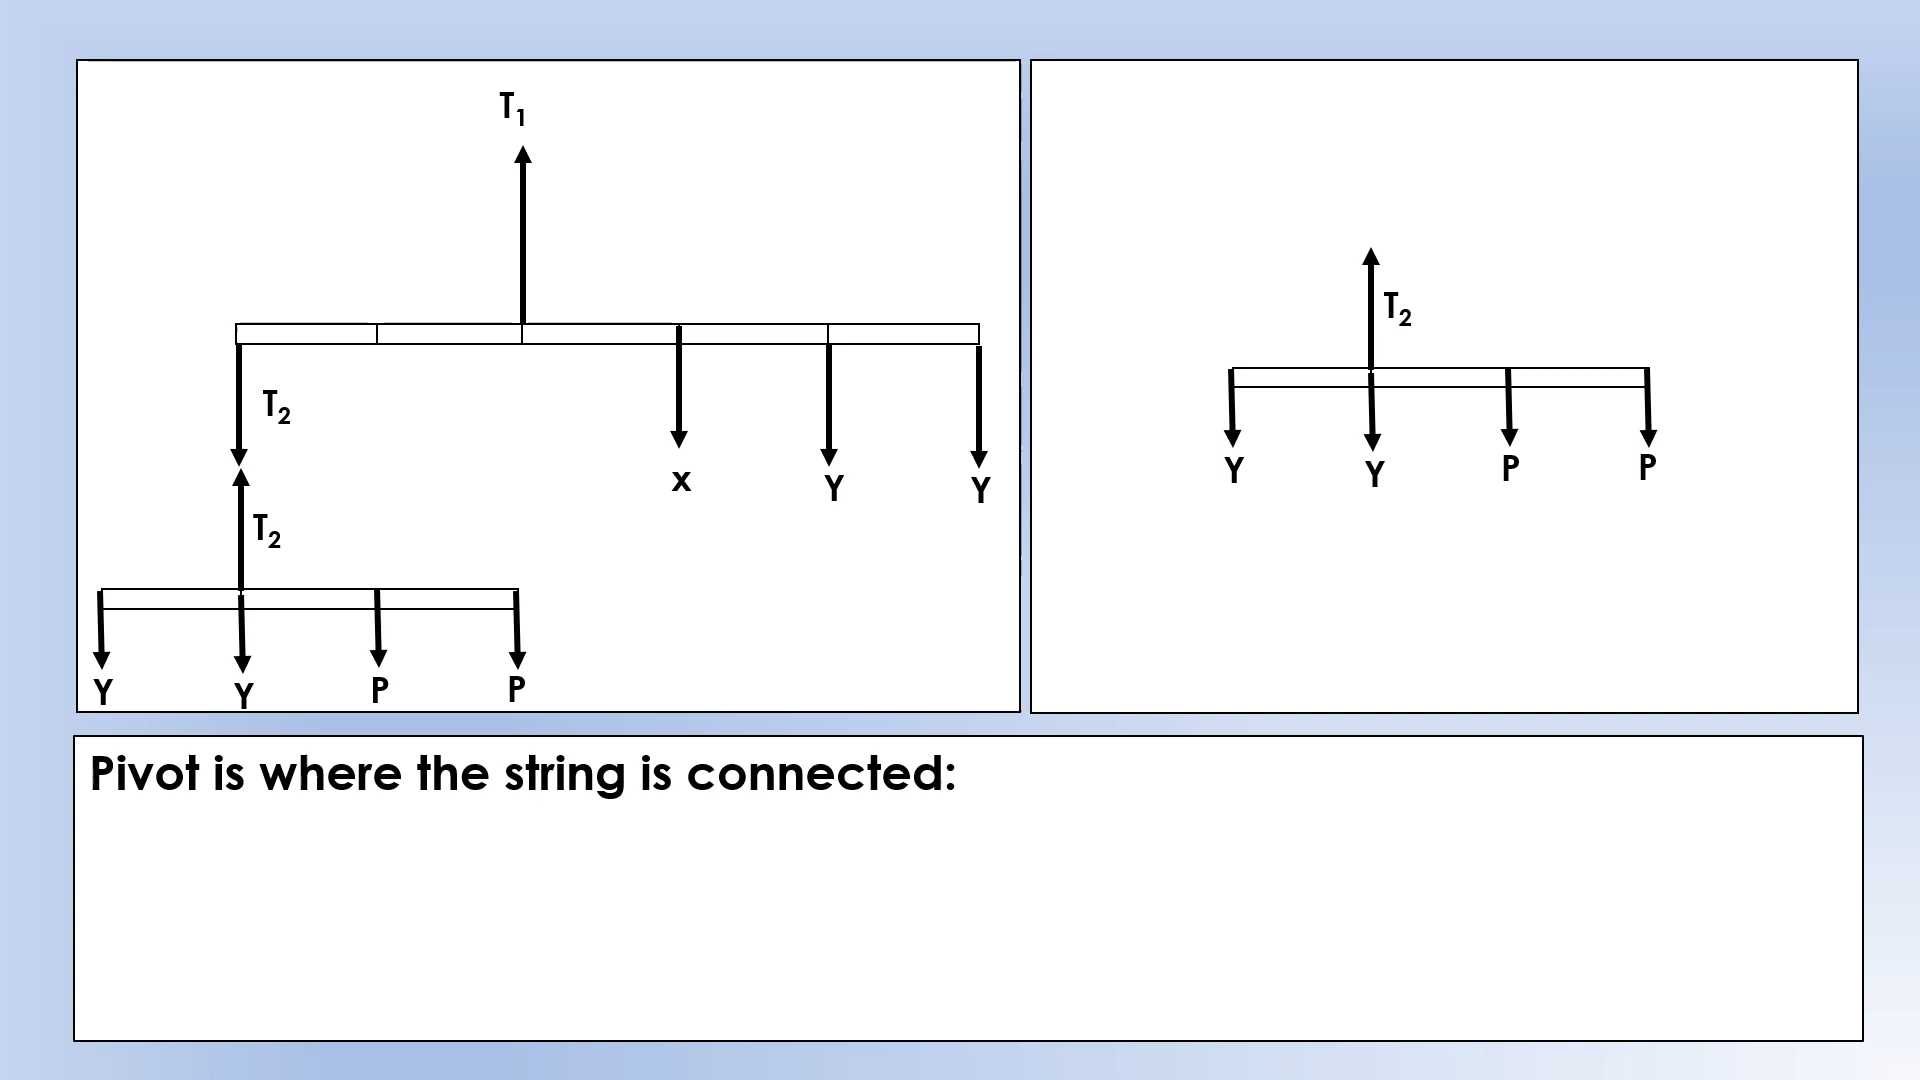 T₁
T₂
x
Y
Y
T₂
Y
Y
P
P
T₂
Y
Y
P
P
Pivot is where the string is connected: